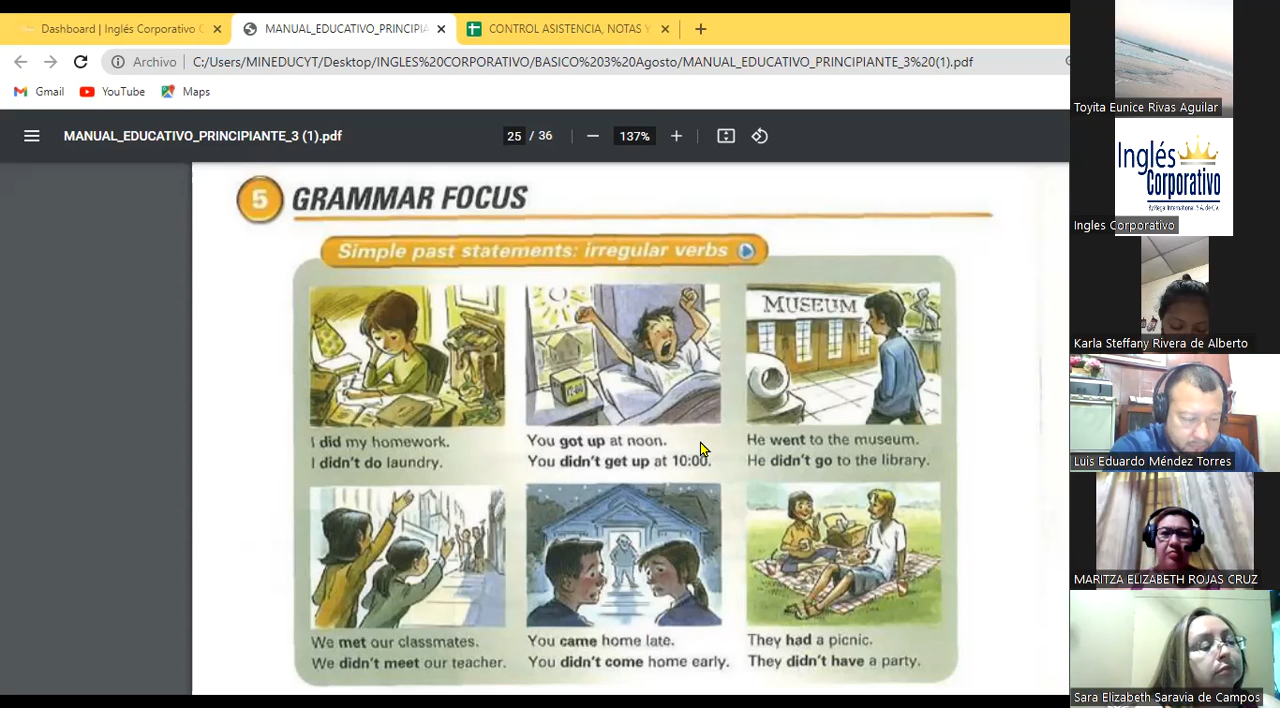 Dashboard | Inglés Corporativo
MANUAL_EDUCATIVO_PRINCIPIA
CONTROL ASISTENCIA, NOTAS Y
Archivo
C:/Users/MINEDUCYT/Desktop/INGLES%20CORPORATIVO/BASICO%203%20Agosto/MANUAL_EDUCATIVO_PRINCIPIANTE_3%20(1).pdf
Gmail YouTube Maps
MANUAL_EDUCATIVO_PRINCIPIANTE_3 (1).pdf
25 / 36
137%
5 GRAMMAR FOCUS
Simple past statements: irregular verbs
MUSEUM
I did my homework.
I didn't do laundry.
You got up at noon.
You didn't get up at 10:00.
He went to the museum.
He didn't go to the library.
We met our classmates.
We didn't meet our teacher.
You came home late.
You didn't come home early.
They had a picnic.
They didn't have a party.
Toyita Eunice Rivas Aguilar
Inglés
Corporativo
Ingles Corporativo
Karla Steffany Rivera de Alberto
Luis Eduardo Méndez Torres
MARITZA ELIZABETH ROJAS CRUZ
Sara Elizabeth Saravia de Campos